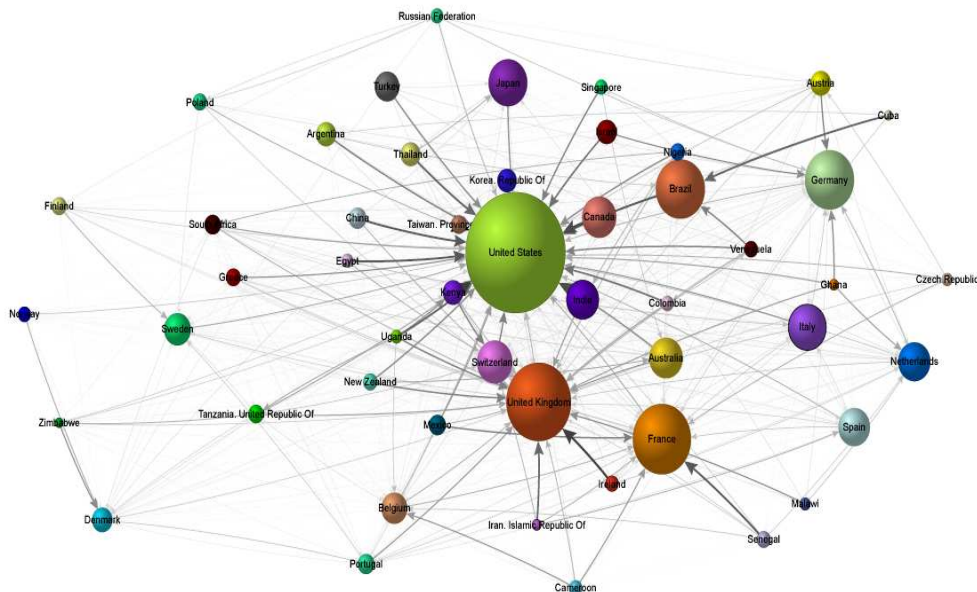 Russian Federation
Turkey
Japan
Singapore
Austria
Poland
Cuba
Argentina
Israel
Thailand
Nigeria
Korea. Republic Of
Brazil
Germany
Finland
South Africa
China
Taiwan. Province
Canada
United States
Venezuela
Egypt
Greece
Czech Republic
Ghana
Kenya
India
Colombia
Norway
Sweden
Uganda
Italy
Switzerland
Australia
Netherlands
New Zealand
United Kingdom
Zimbabwe
Tanzania. United Republic Of
Mexico
France
Spain
Ireland
Belgium
Malawi
Denmark
Iran. Islamic Republic Of
Senegal
Portugal
Cameroon